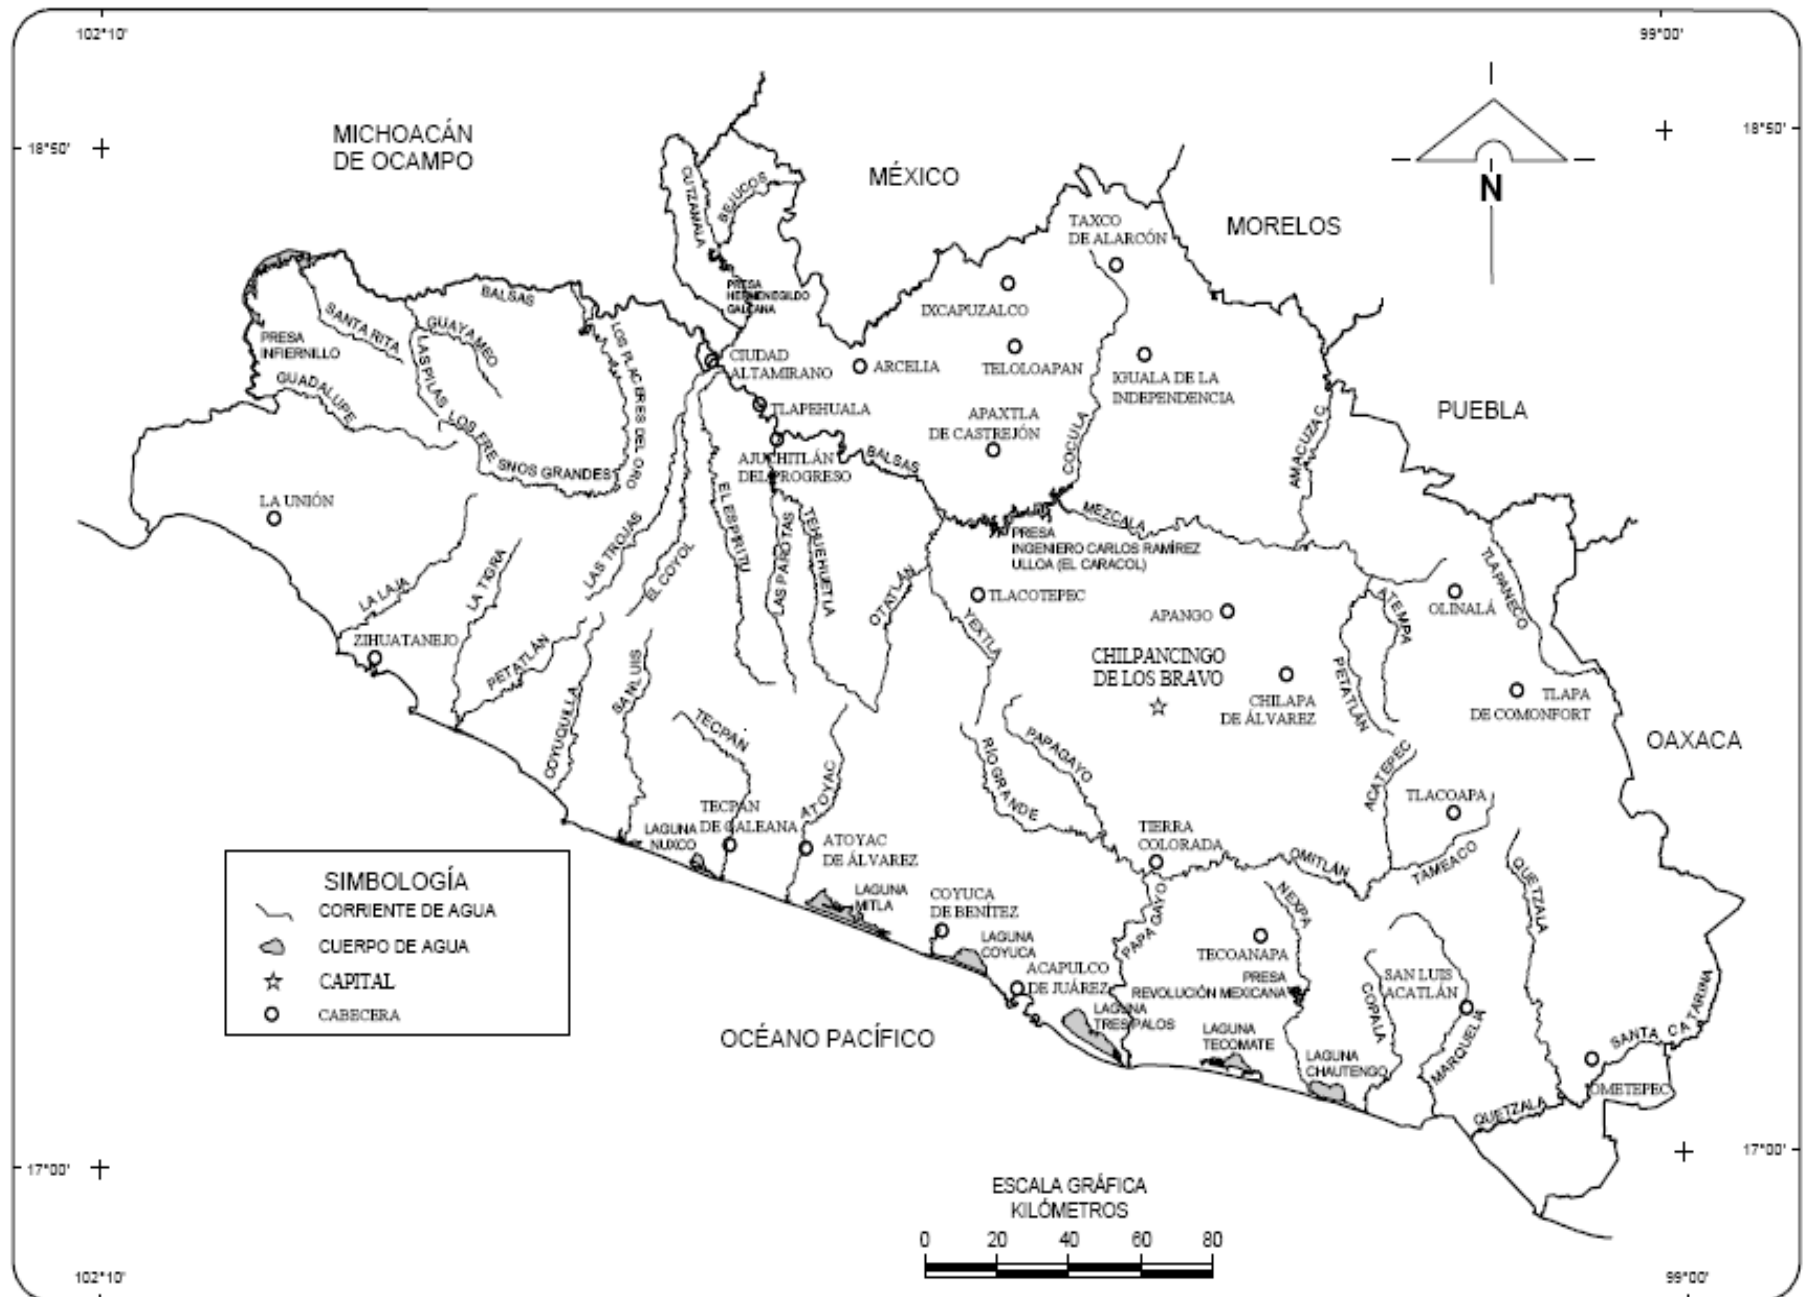 102°10'
99°00'
18°50'
18°50'
MICHOACÁN
DE OCAMPO
MÉXICO
MORELOS
PUEBLA
OAXACA
N
CUTZAMALA
BEJUCOS
TAXCO
DE ALARCÓN
PRESA
HERMENEGILDO
GALEANA
IXCAPUZALCO
BALSAS
SANTA RITA
GUAYAMEO
LAS PILAS
LOS PLACERES DEL ORO
PRESA
INFIERNILLO
GUADALUPE
LOS FRESNOS GRANDES
CIUDAD
ALTAMIRANO
ARCELIA
TELOLOAPAN
IGUALA DE LA
INDEPENDENCIA
TLAPEHUALA
APAXTLA
DE CASTREJÓN
COCULA
AMACUZAC
AJUCHITLÁN
DEL PROGRESO
BALSAS
LA UNIÓN
MEZCALA
PRESA
INGENIERO CARLOS RAMÍREZ
ULLOA (EL CARACOL)
LAS TROJAS
EL COYOL
EL ESPIRITU
LAS PAROTAS
TEHUEHUETLA
OTATLÁN
TLACOTEPEC
YEXTLA
APANGO
ATEMPA
OLINALÁ
TLAPANECO
LA LAJA
LA TIGRA
ZIHUATANEJO
PETATLÁN
CHILPANCINGO
DE LOS BRAVO
CHILAPA
DE ÁLVAREZ
PETATLÁN
TLAPA
DE COMONFORT
COYUQUILLA
SAN LUIS
TECPAN
ATOYAC
RÍO GRANDE
PAPAGAYO
ACATEPEC
TLACOAPA
TECPAN
DE GALEANA
LAGUNA
NUXCO
ATOYAC
DE ÁLVAREZ
TIERRA
COLORADA
OMITLÁN
TAMEACO
QUETZALA
LAGUNA
MITLA
COYUCA
DE BENÍTEZ
LAGUNA
COYUCA
PAPAGAYO
NEXPA
TECOANAPA
ACAPULCO
DE JUÁREZ
PRESA
REVOLUCIÓN MEXICANA
SAN LUIS
ACATLÁN
COPALA
LAGUNA
TRES PALOS
LAGUNA
TECOMATE
LAGUNA
CHAUTENGO
MARQUELIA
SANTA CATARINA
OMETEPEC
QUETZALA
OCÉANO PACÍFICO
SIMBOLOGÍA
CORRIENTE DE AGUA
CUERPO DE AGUA
CAPITAL
CABECERA
17°00'
17°00'
ESCALA GRÁFICA
KILÓMETROS
0 20 40 60 80
102°10'
99°00'